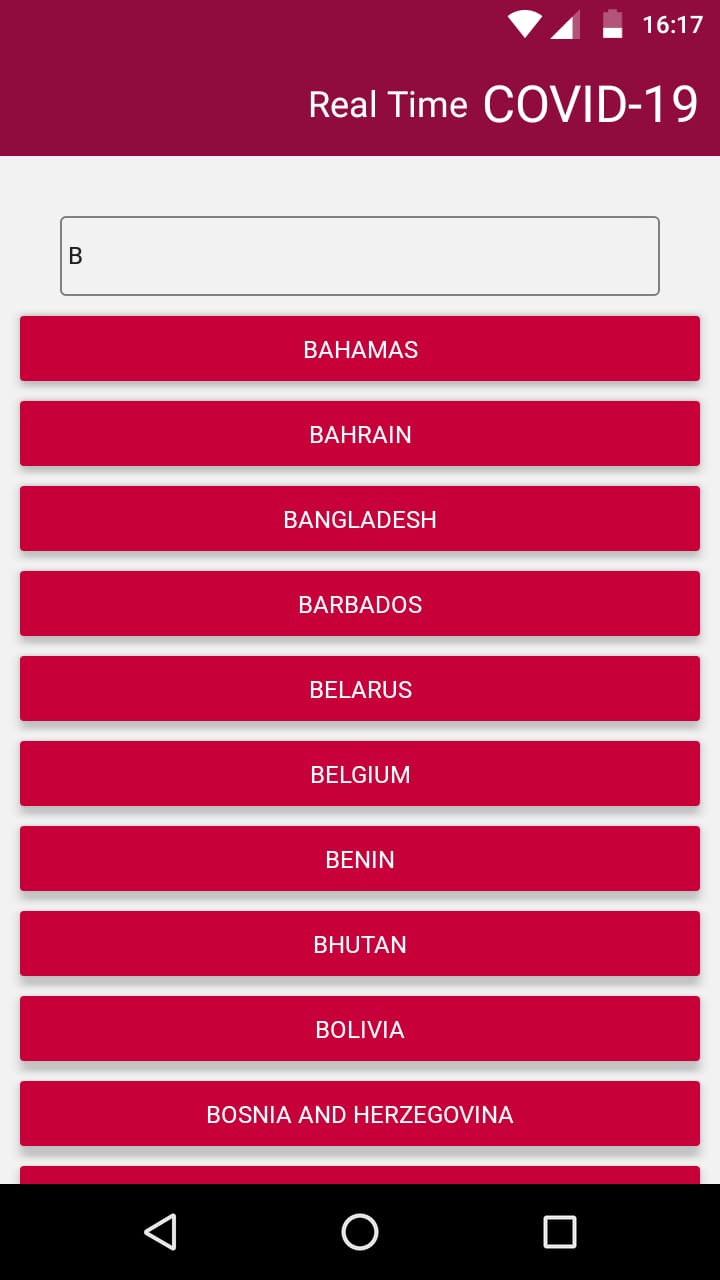 16:17
Real Time COVID-19
B
BAHAMAS
BAHRAIN
BANGLADESH
BARBADOS
BELARUS
BELGIUM
BENIN
BHUTAN
BOLIVIA
BOSNIA AND HERZEGOVINA